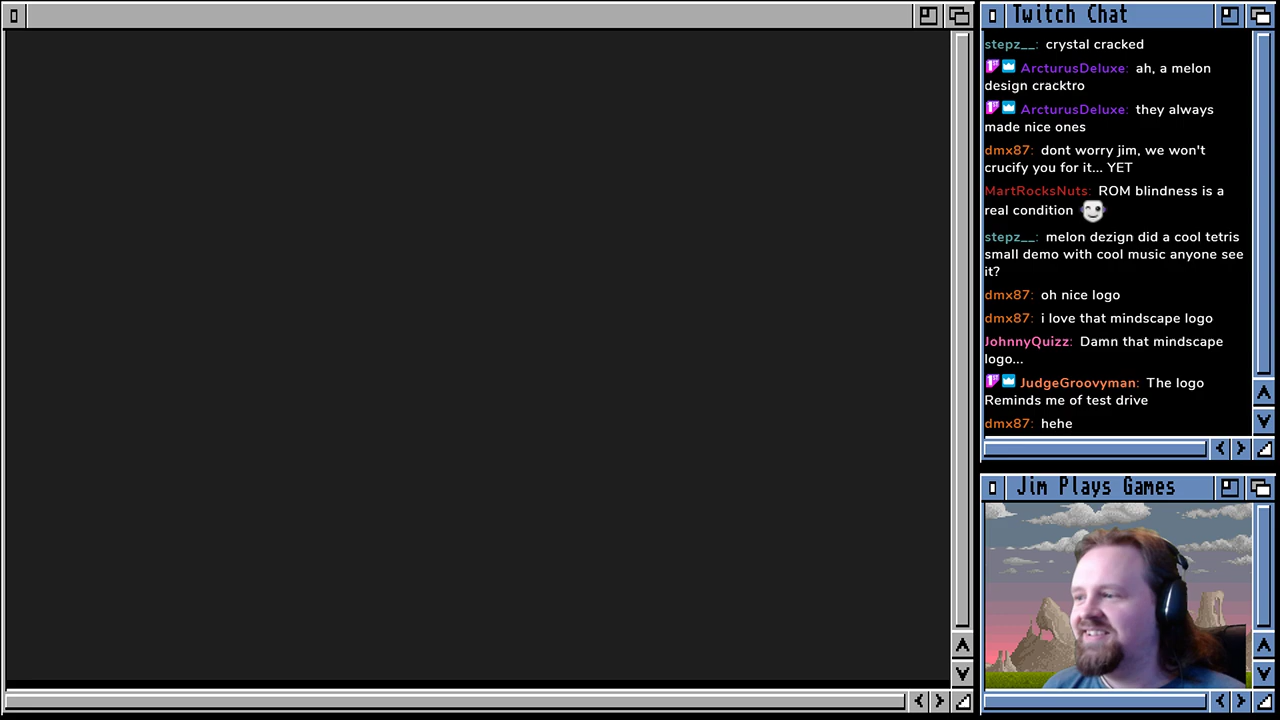 Twitch Chat
stepz__: crystal cracked
ArcturusDeluxe: ah, a melon
design cracktro
ArcturusDeluxe: they always
made nice ones
dmx87: dont worry jim, we won't
crucify you for it... YET
MartRocksNuts: ROM blindness is a
real condition
stepz__: melon dezign did a cool tetris
small demo with cool music anyone see
it?
dmx87: oh nice logo
dmx87: i love that mindscape logo
JohnnyQuizz: Damn that mindscape
logo...
JudgeGroovyman: The logo
Reminds me of test drive
dmx87: hehe
Jim Plays Games